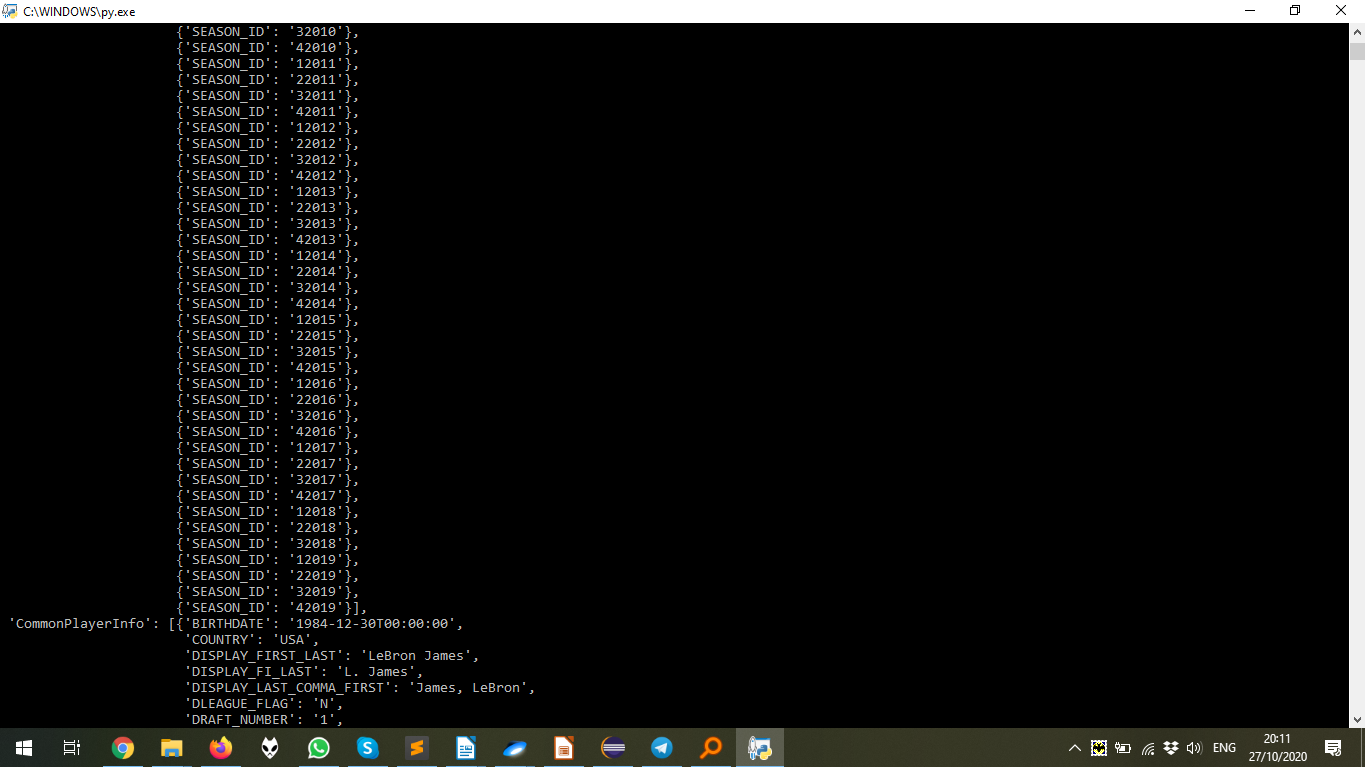 C:\WINDOWS\py.exe
{'SEASON_ID': '32010'},
{'SEASON_ID': '42010'},
{'SEASON_ID': '12011'},
{'SEASON_ID': '22011'},
{'SEASON_ID': '32011'},
{'SEASON_ID': '42011'},
{'SEASON_ID': '12012'},
{'SEASON_ID': '22012'},
{'SEASON_ID': '32012'},
{'SEASON_ID': '42012'},
{'SEASON_ID': '12013'},
{'SEASON_ID': '22013'},
{'SEASON_ID': '32013'},
{'SEASON_ID': '42013'},
{'SEASON_ID': '12014'},
{'SEASON_ID': '22014'},
{'SEASON_ID': '32014'},
{'SEASON_ID': '42014'},
{'SEASON_ID': '12015'},
{'SEASON_ID': '22015'},
{'SEASON_ID': '32015'},
{'SEASON_ID': '42015'},
{'SEASON_ID': '12016'},
{'SEASON_ID': '22016'},
{'SEASON_ID': '32016'},
{'SEASON_ID': '42016'},
{'SEASON_ID': '12017'},
{'SEASON_ID': '22017'},
{'SEASON_ID': '32017'},
{'SEASON_ID': '42017'},
{'SEASON_ID': '12018'},
{'SEASON_ID': '22018'},
{'SEASON_ID': '32018'},
{'SEASON_ID': '12019'},
{'SEASON_ID': '22019'},
{'SEASON_ID': '32019'},
{'SEASON_ID': '42019'}],
'CommonPlayerInfo': [{'BIRTHDATE': '1984-12-30T00:00:00',
'COUNTRY': 'USA',
'DISPLAY_FIRST_LAST': 'LeBron James',
'DISPLAY_FI_LAST': 'L. James',
'DISPLAY_LAST_COMMA_FIRST': 'James, LeBron',
'DLEAGUE_FLAG': 'N',
'DRAFT_NUMBER': '1',
ENG
20:11
27/10/2020